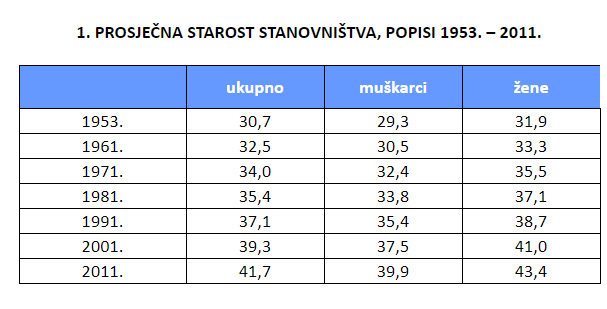 1. PROSJEČNA STAROST STANOVNIŠTVA, POPISI 1953. – 2011.
ukupno muškarci žene
1953. 30,7 29,3 31,9
1961. 32,5 30,5 33,3
1971. 34,0 32,4 35,5
1981. 35,4 33,8 37,1
1991. 37,1 35,4 38,7
2001. 39,3 37,5 41,0
2011. 41,7 39,9 43,4